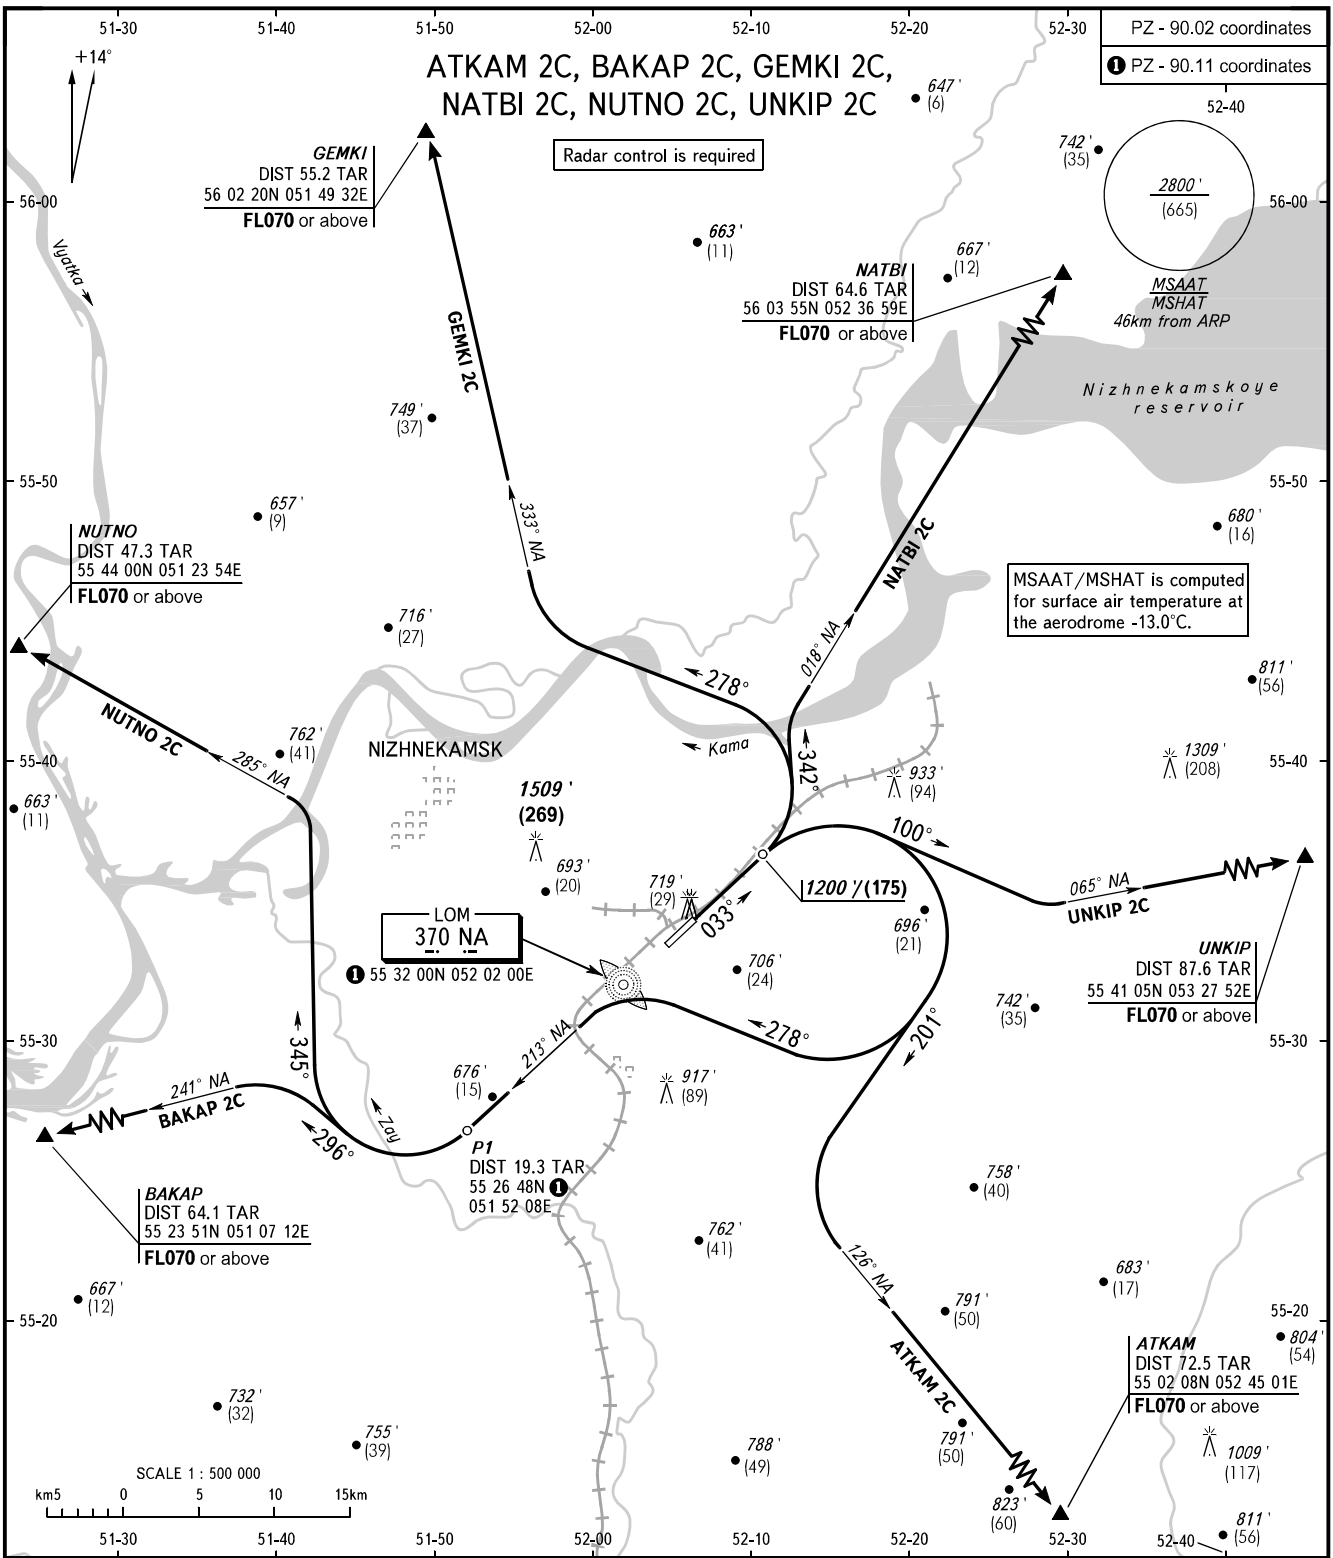 51-30
51-40
51-50
52-00
52-10
52-20
52-30
PZ - 90.02 coordinates
1 PZ - 90.11 coordinates
52-40
+14°
ATKAM 2C, BAKAP 2C, GEMKI 2C,
NATBI 2C, NUTNO 2C, UNKIP 2C
Radar control is required
647'
(6)
742'
(35)
2800'
(665)
MSAAT
MSHAT
46km from ARP
GEMKI
DIST 55.2 TAR
56 02 20N 051 49 32E
FL070 or above
56-00
56-00
Vyatka
663'
(11)
667'
(12)
NATBI
DIST 64.6 TAR
56 03 55N 052 36 59E
FL070 or above
GEMKI 2C
Nizhnekamskoye
reservoir
749'
(37)
55-50
55-50
657'
(9)
333° NA
NATBI 2C
680'
(16)
NUTNO
DIST 47.3 TAR
55 44 00N 051 23 54E
FL070 or above
MSAAT/MSHAT is computed
for surface air temperature at
the aerodrome -13.0°C.
716'
(27)
018° NA
278°
811'
(56)
NUTNO 2C
762'
(41)
285° NA
NIZHNEKAMSK
Kama
342°
933'
(94)
1309'
(208)
55-40
55-40
663'
(11)
1509'
(269)
100°
693'
(20)
719'
(29)
033°
1200'/(175)
065° NA
UNKIP 2C
LOM
370 NA
1 55 32 00N 052 02 00E
696'
(21)
706'
(24)
UNKIP
DIST 87.6 TAR
55 41 05N 053 27 52E
FL070 or above
742'
(35)
55-30
55-30
345°
213° NA
278°
201°
241° NA
BAKAP 2C
676'
(15)
917'
(89)
296°
Zay
P1
DIST 19.3 TAR
55 26 48N 1
051 52 08E
BAKAP
DIST 64.1 TAR
55 23 51N 051 07 12E
FL070 or above
758'
(40)
762'
(41)
126° NA
683'
(17)
667'
(12)
791'
(50)
55-20
55-20
ATKAM 2C
ATKAM
DIST 72.5 TAR
55 02 08N 052 45 01E
FL070 or above
804'
(54)
732'
(32)
755'
(39)
791'
(50)
788'
(49)
1009'
(117)
SCALE 1 : 500 000
km5 0 5 10 15km
823'
(60)
811'
(56)
51-30
51-40
51-50
52-00
52-10
52-20
52-30
52-40